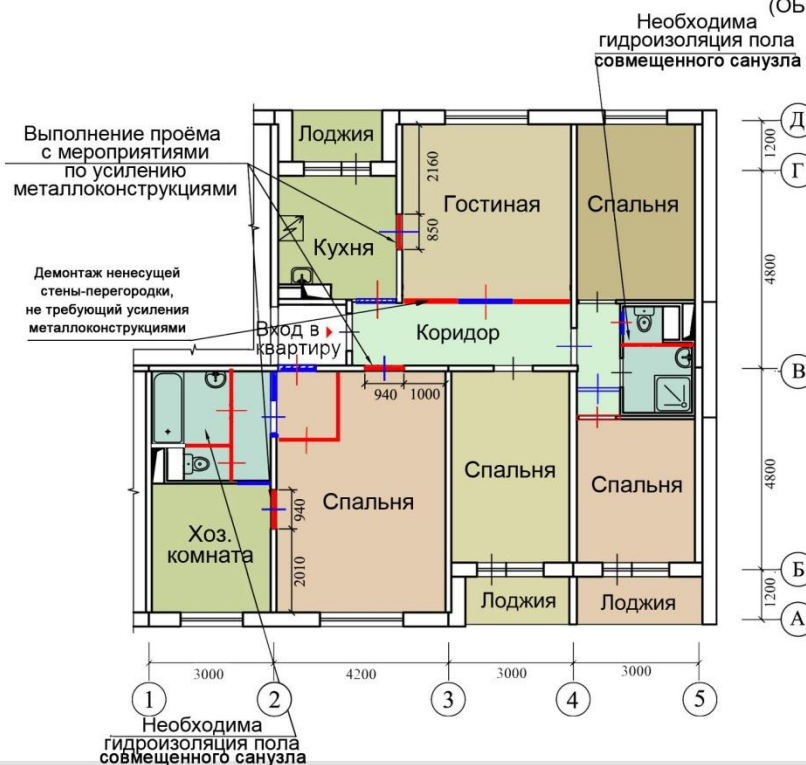 (ОБ
Необходима
гидроизоляция пола
совмещенного санузла
Выполнение проёма
с мероприятиями
по усилению
металлоконструкциями
Демонтаж ненесущей
стены-перегородки,
не требующий усиления
металлоконструкциями
Лоджия
Кухня
Гостиная
Спальня
2160
850
Вход в
квартиру
Коридор
940
1000
Спальня
Спальня
Спальня
Хоз.
комната
940
2010
Лоджия
Лоджия
Д
1200
Г
4800
В
4800
Б
1200
А
3000
4200
3000
3000
1
2
3
4
5
Необходима
гидроизоляция пола
совмещенного санузла